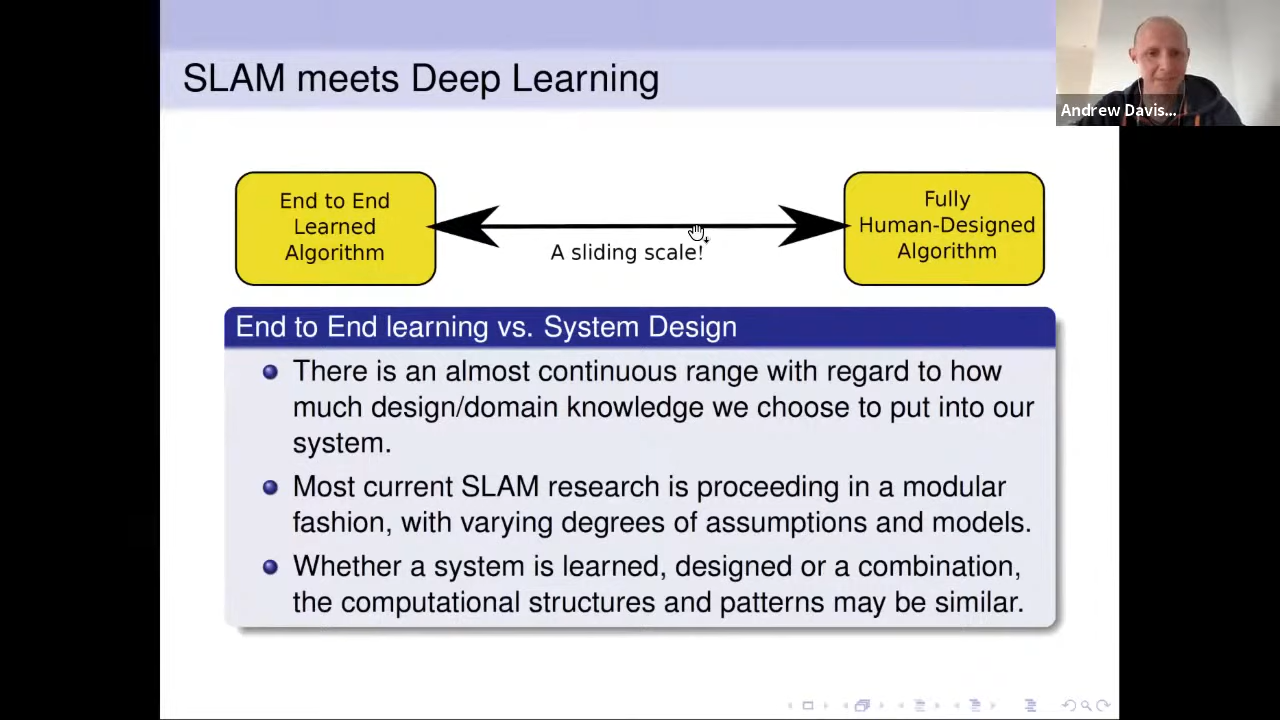 SLAM meets Deep Learning
Andrew Davis...
End to End
Learned
Algorithm
A sliding scale!
Fully
Human-Designed
Algorithm
End to End learning vs. System Design
There is an almost continuous range with regard to how
much design/domain knowledge we choose to put into our
system.
Most current SLAM research is proceeding in a modular
fashion, with varying degrees of assumptions and models.
Whether a system is learned, designed or a combination,
the computational structures and patterns may be similar.